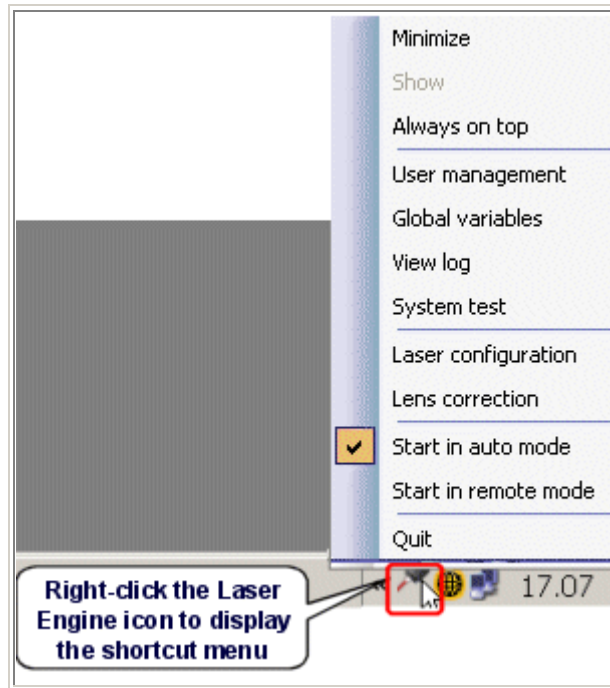 Minimize
Show
Always on top
User management
Global variables
View log
System test
Laser configuration
Lens correction
Start in auto mode
Start in remote mode
Quit
17.07
Right-click the Laser
Engine icon to display
the shortcut menu